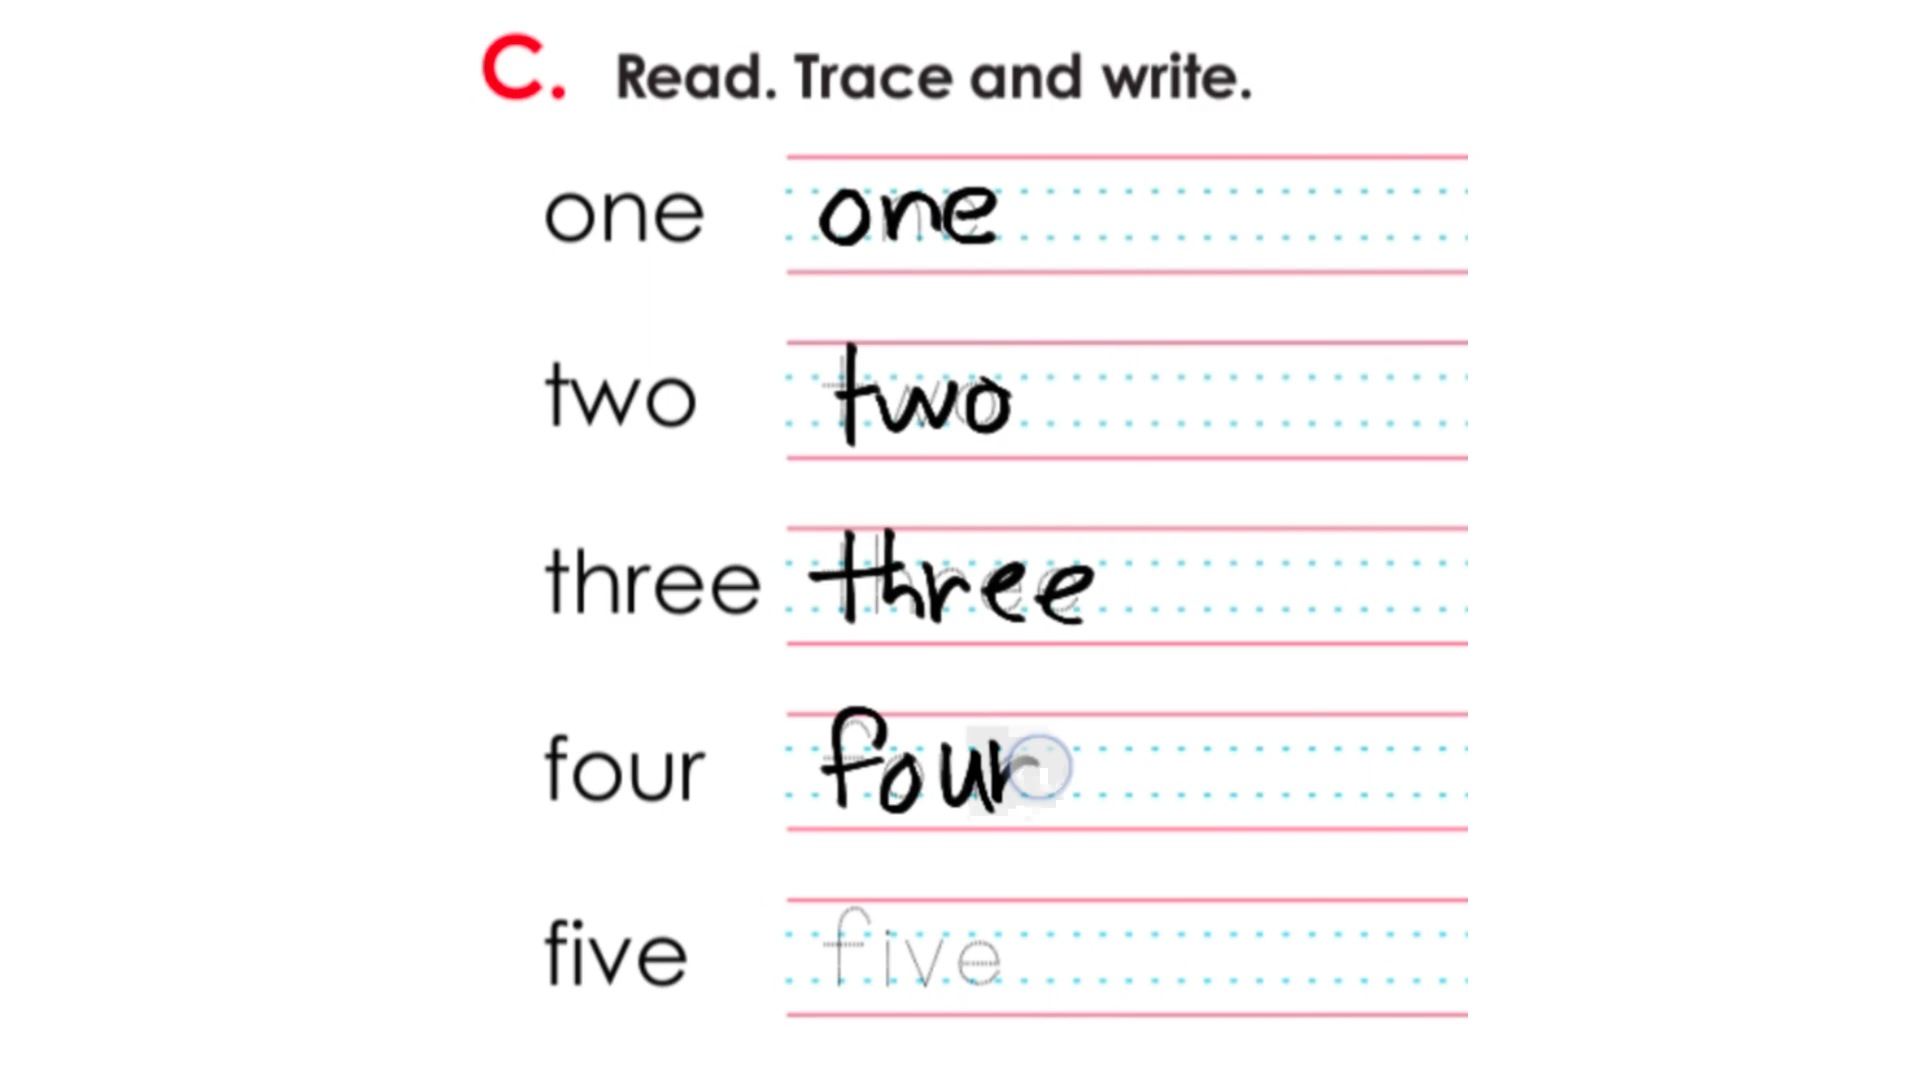 C. Read. Trace and write.
one one
two two
three three
four four
five five